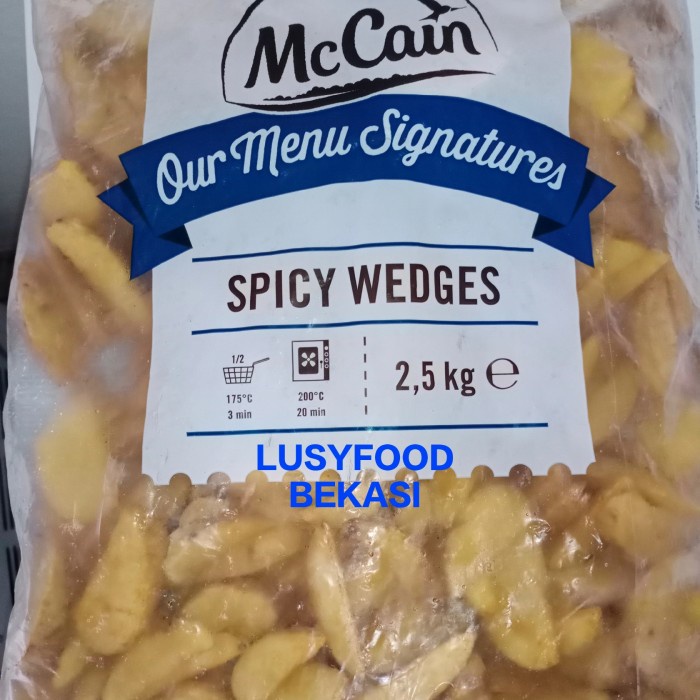 McCain
Our Menu Signatures
SPICY WEDGES
1/2
175°C
3 min
200°C
20 min
2,5 kg ℮
LUSYFOOD
BEKASI